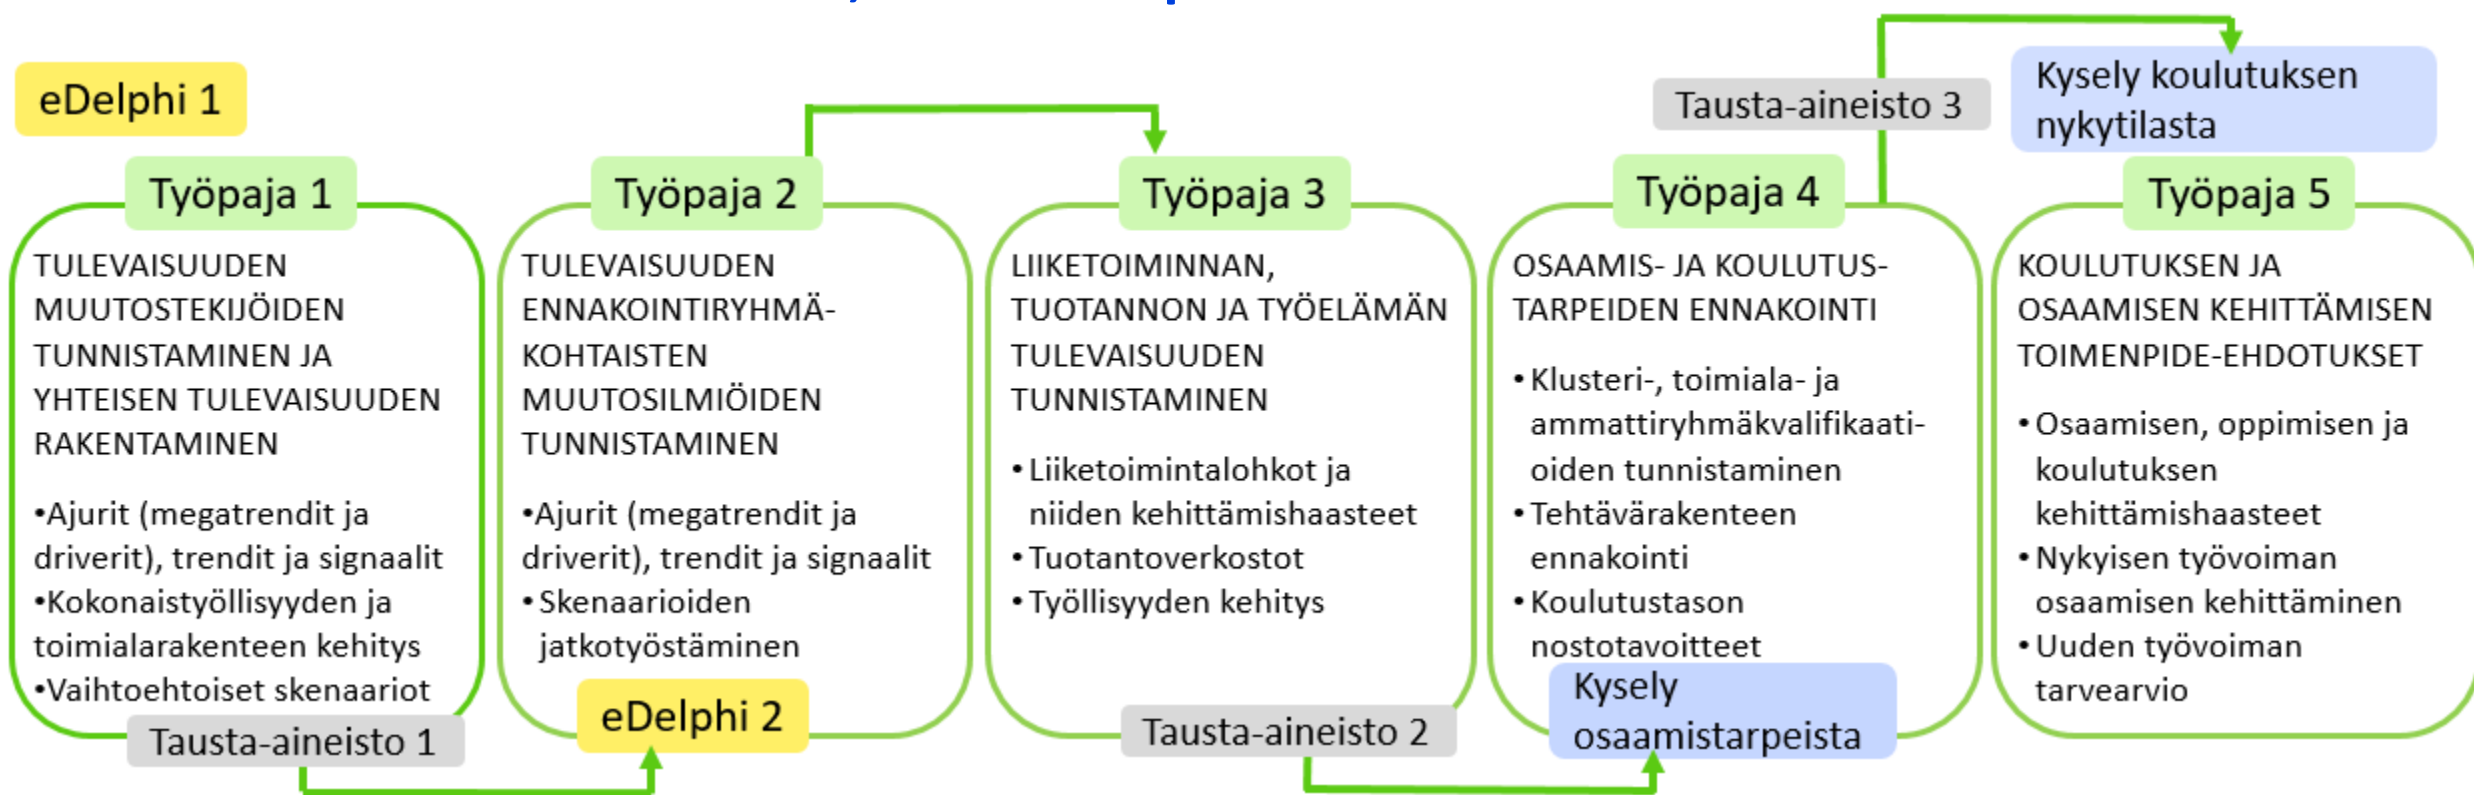 eDelphi 1
Työpaja 1
TULEVAISUUDEN
MUUTOSTEKIJÖIDEN
TUNNISTAMINEN JA
YHTEISEN TULEVAISUUDEN
RAKENTAMINEN
•Ajurit (megatrendit ja
driverit), trendit ja signaalit
•Kokonaistyöllisyyden ja
toimialarakenteen kehitys
•Vaihtoehtoiset skenaariot
Tausta-aineisto 1
Työpaja 2
TULEVAISUUDEN
ENNAKOINTIRYHMÄ-
KOHTAISTEN
MUUTOSILMIÖIDEN
TUNNISTAMINEN
•Ajurit (megatrendit ja
driverit), trendit ja signaalit
• Skenaarioiden
jatkotyöstäminen
eDelphi 2
Työpaja 3
LIIKETOIMINNAN,
TUOTANNON JA TYÖELÄMÄN
TULEVAISUUDEN
TUNNISTAMINEN
• Liiketoimintalohkot ja
niiden kehittämishaasteet
• Tuotantoverkostot
• Työllisyyden kehitys
Tausta-aineisto 2
Työpaja 4
OSAAMIS- JA KOULUTUS-
TARPEIDEN ENNAKOINTI
• Klusteri-, toimiala- ja
ammattiryhmäkvalifikaati-
oiden tunnistaminen
• Tehtävärakenteen
ennakointi
• Koulutustason
nostotavoitteet
Kysely
osaamistarpeista
Tausta-aineisto 3
Kysely koulutuksen
nykytilasta
Työpaja 5
KOULUTUKSEN JA
OSAAMISEN KEHITTÄMISEN
TOIMENPIDE-EHDOTUKSET
• Osaamisen, oppimisen ja
koulutuksen
kehittämishaasteet
• Nykyisen työvoiman
osaamisen kehittäminen
• Uuden työvoiman
tarvearvio